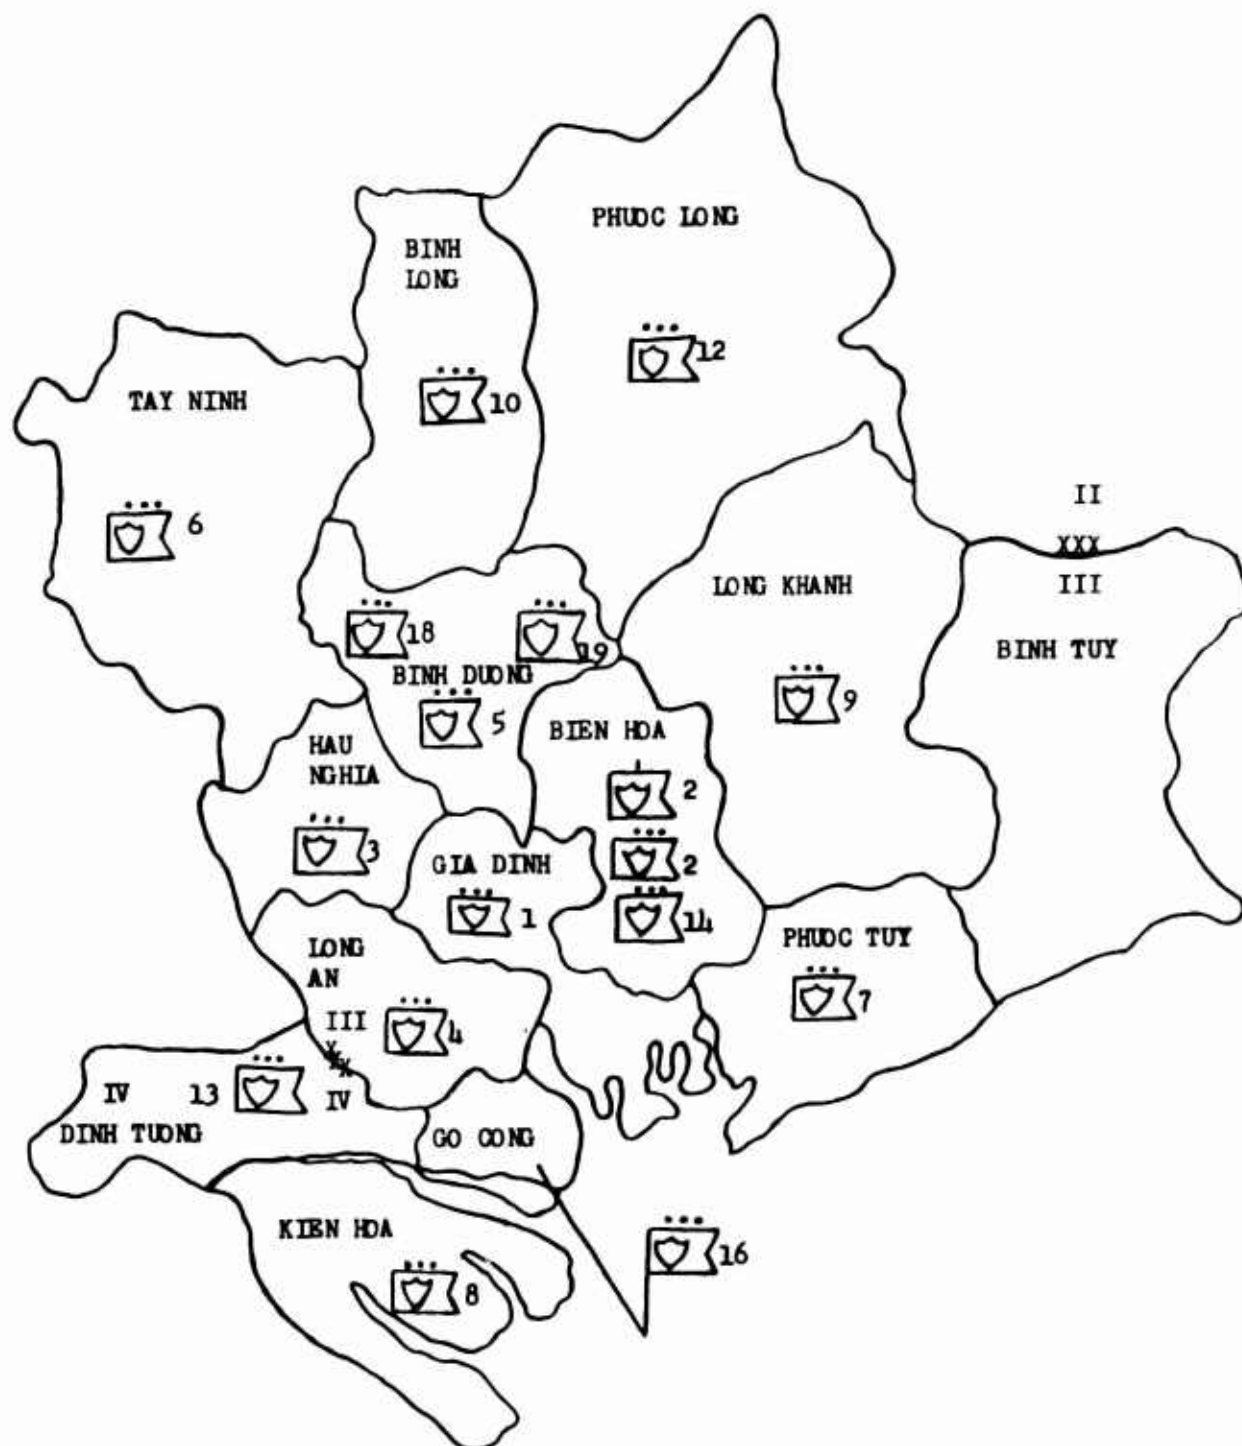 PHUOC LONG
BINH
LONG
12
10
TAY NINH
6
II
XXX
III
LONG KHANH
BINH TUY
18
19
BINH DUONG
5
9
BIEN HOA
HAU
NGHIA
2
3
2
GIA DINH
1
14
PHUOC TUY
LONG
AN
7
III
4
XXX
IV
13
IV
DINH TUONG
GO CONG
KIEN HOA
16
8